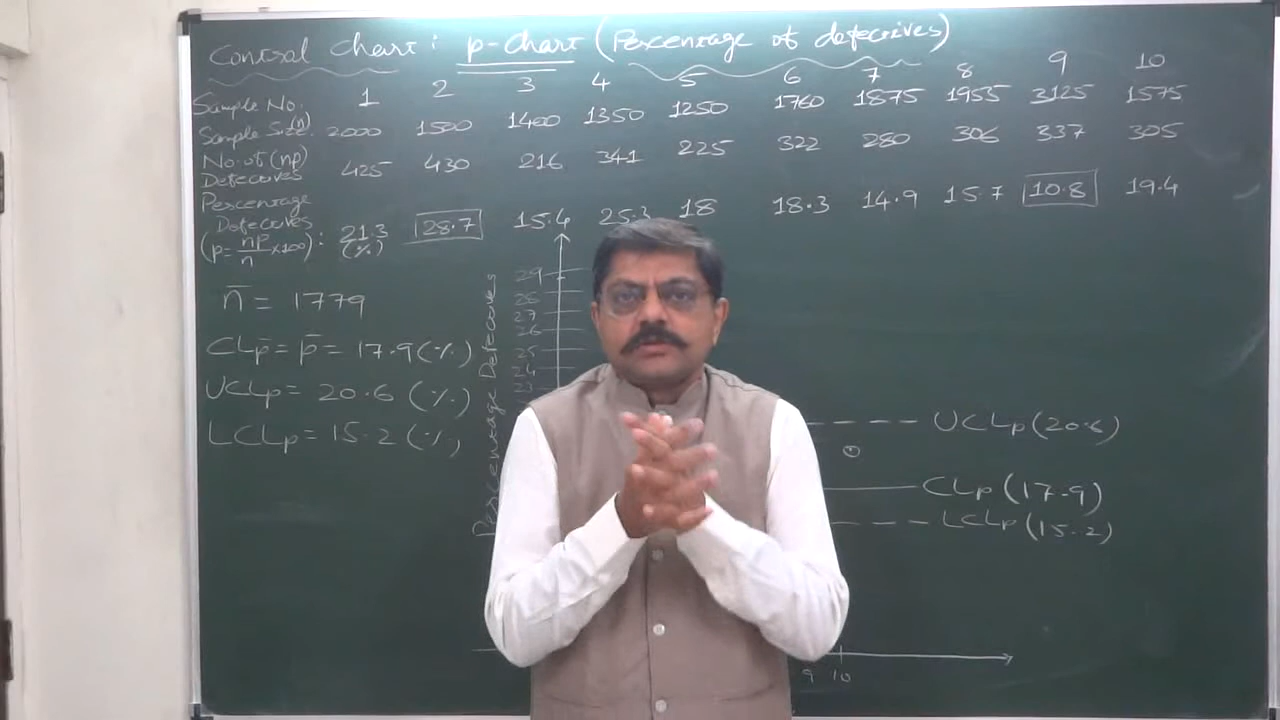 Control Chart: p-Chart (Percentage of defectives)
Sample No. 1 2 3 4 5 6 7 8 9 10
Sample Size (n): 2000 1500 1400 1350 1250 1760 1875 1955 3125 1575
No. of (np) Defectives 425 430 216 341 225 322 280 306 337 305
Percentage Defectives (p = np/n x100): 21.3 (%) 28.7 15.4 25.3 18 18.3 14.9 15.7 10.8 19.4
n̄ = 1779
CLp̄ = p̄ = 17.9 (%)
UCLp = 20.6 (%)
LCLp = 15.2 (%)
Percentage Defectives
29
28
27
26
25
24
23
UCLp (20.6)
CLp (17.9)
LCLp (15.2)
9 10